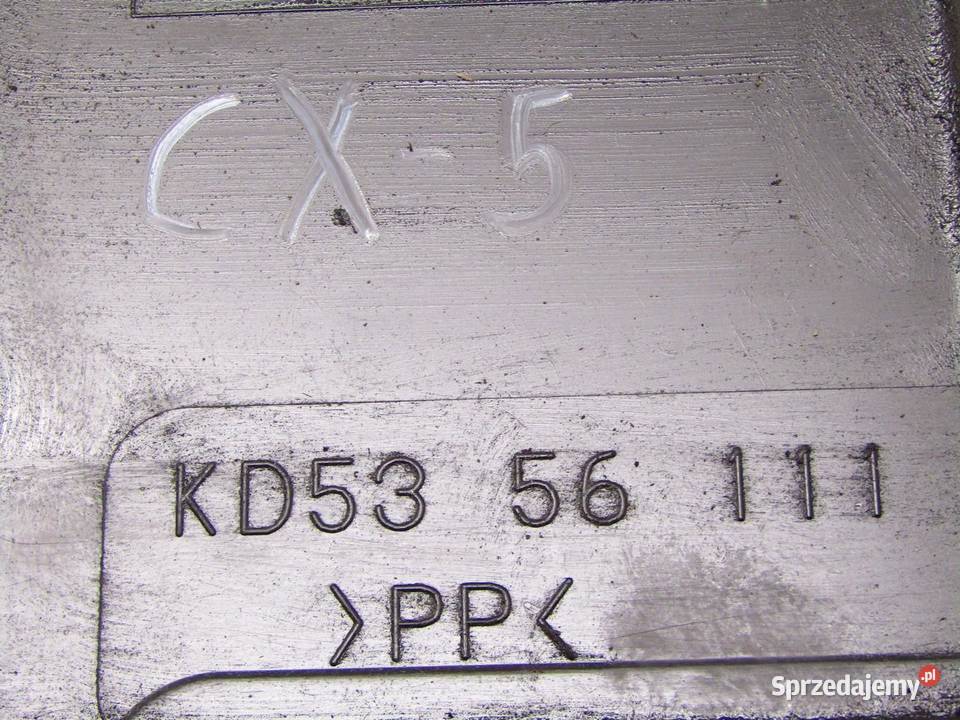 CX-5
KD53 56 111
>PP<
Sprzedajemy.pl